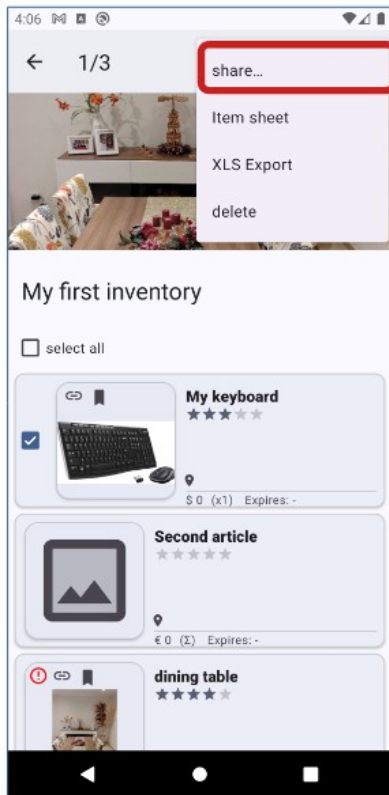 4:06
1/3
share...
Item sheet
XLS Export
delete
My first inventory
select all
My keyboard
$ 0 (x1) Expires: -
Second article
€ 0 (Σ) Expires: -
dining table